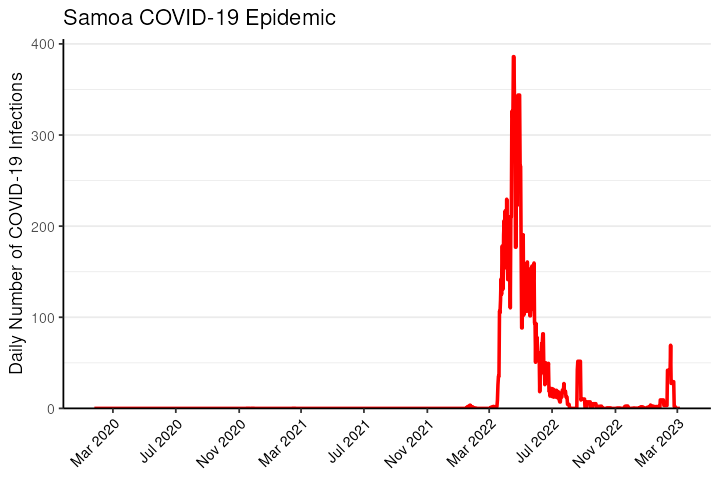 Samoa COVID-19 Epidemic
Daily Number of COVID-19 Infections
400
300
200
100
0
Mar 2020
Jul 2020
Nov 2020
Mar 2021
Jul 2021
Nov 2021
Mar 2022
Jul 2022
Nov 2022
Mar 2023